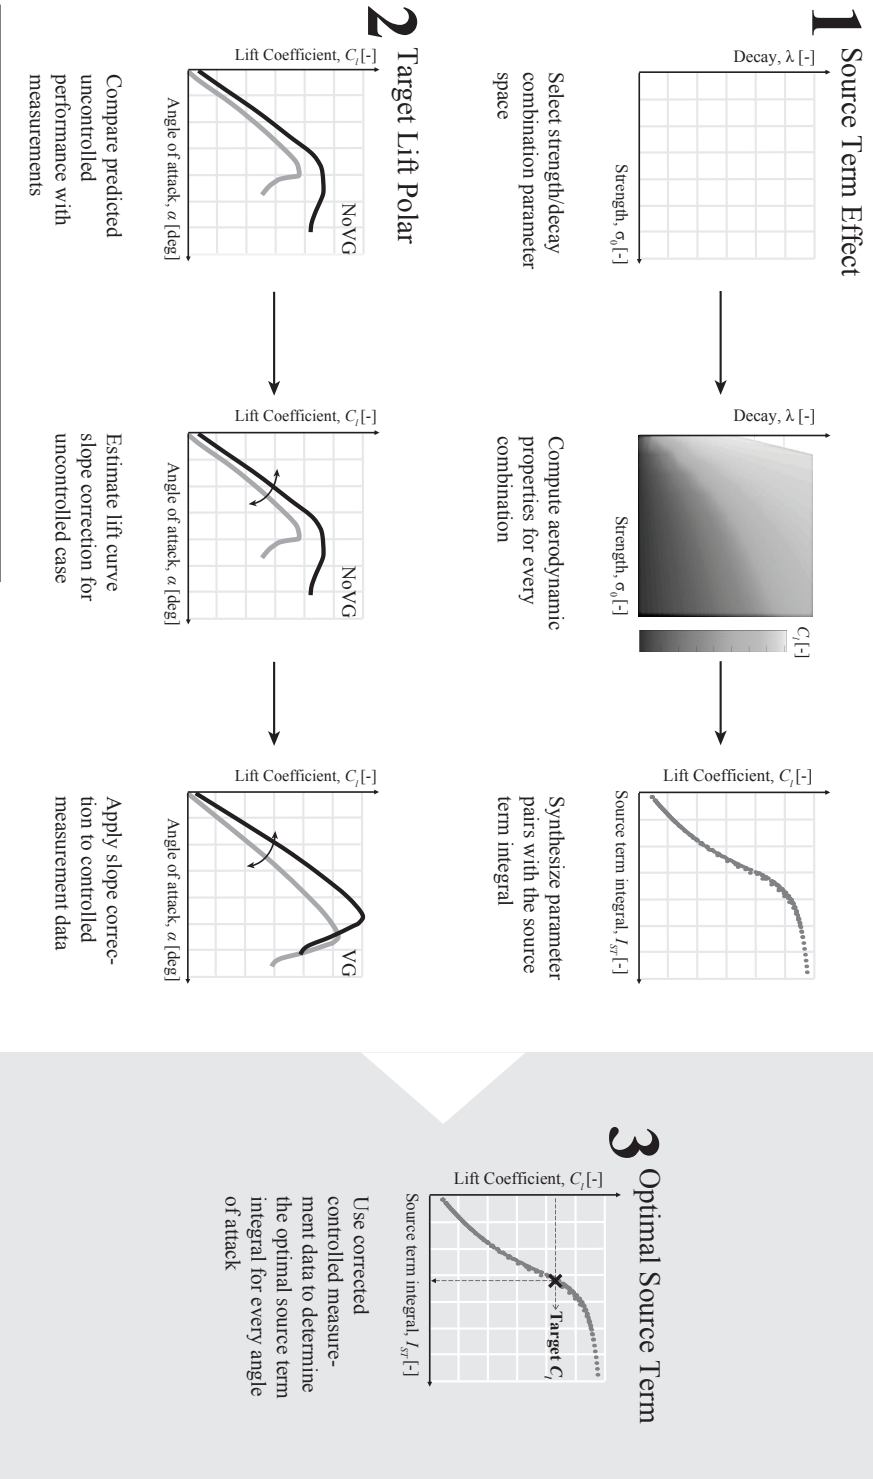 1 Source Term Effect
Decay, λ [-]
Strength, σ₀ [-]
Select strength/decay
combination parameter
space
Decay, λ [-]
Strength, σ₀ [-]
Cₗ [-]
Compute aerodynamic
properties for every
combination
Lift Coefficient, Cₗ [-]
Source term integral, I_ST [-]
Synthesize parameter
pairs with the source
term integral
2 Target Lift Polar
Lift Coefficient, Cₗ [-]
NoVG
Angle of attack, α [deg]
Compare predicted
uncontrolled
performance with
measurements
Lift Coefficient, Cₗ [-]
NoVG
Angle of attack, α [deg]
Estimate lift curve
slope correction for
uncontrolled case
Lift Coefficient, Cₗ [-]
VG
Angle of attack, α [deg]
Apply slope correc-
tion to controlled
measurement data
3 Optimal Source Term
Lift Coefficient, Cₗ [-]
Target Cₗ
Source term integral, I_ST [-]
Use corrected
controlled measure-
ment data to determine
the optimal source term
integral for every angle
of attack